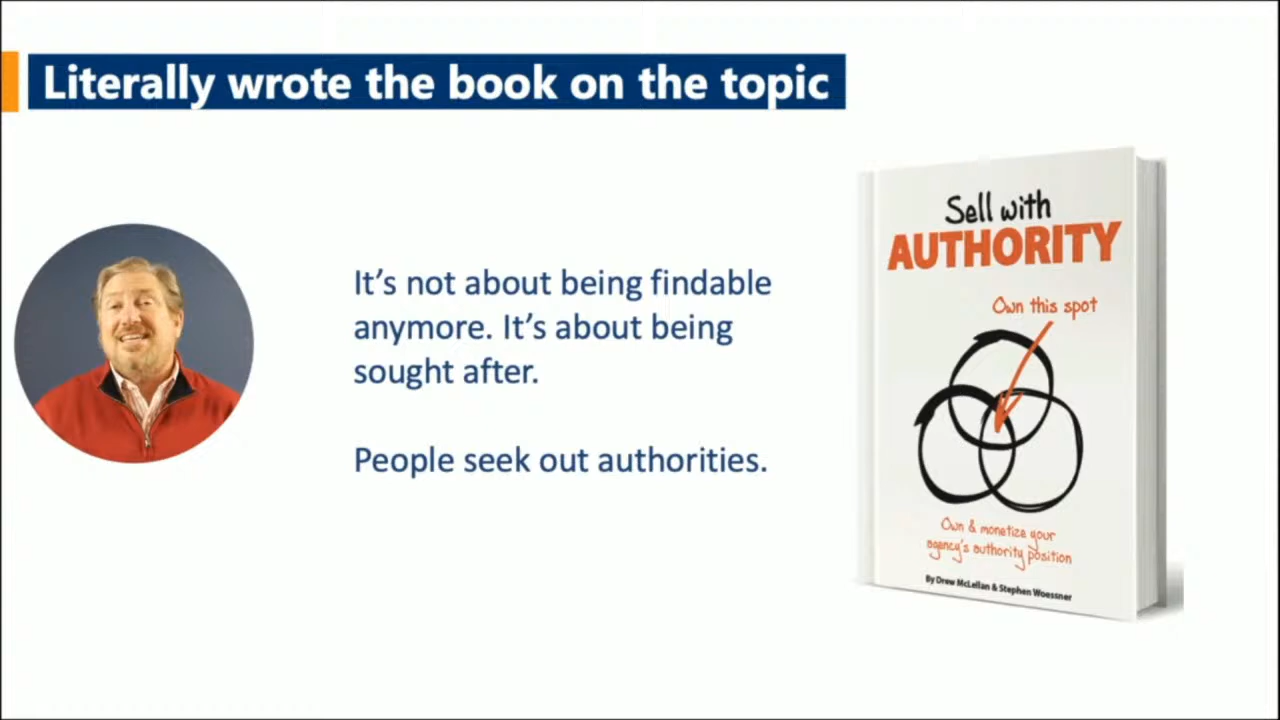 Literally wrote the book on the topic
It's not about being findable
anymore. It's about being
sought after.
People seek out authorities.
Sell with
AUTHORITY
Own this spot
Own & monetize your
agency's authority position
By Drew McLellan & Stephen Woessner